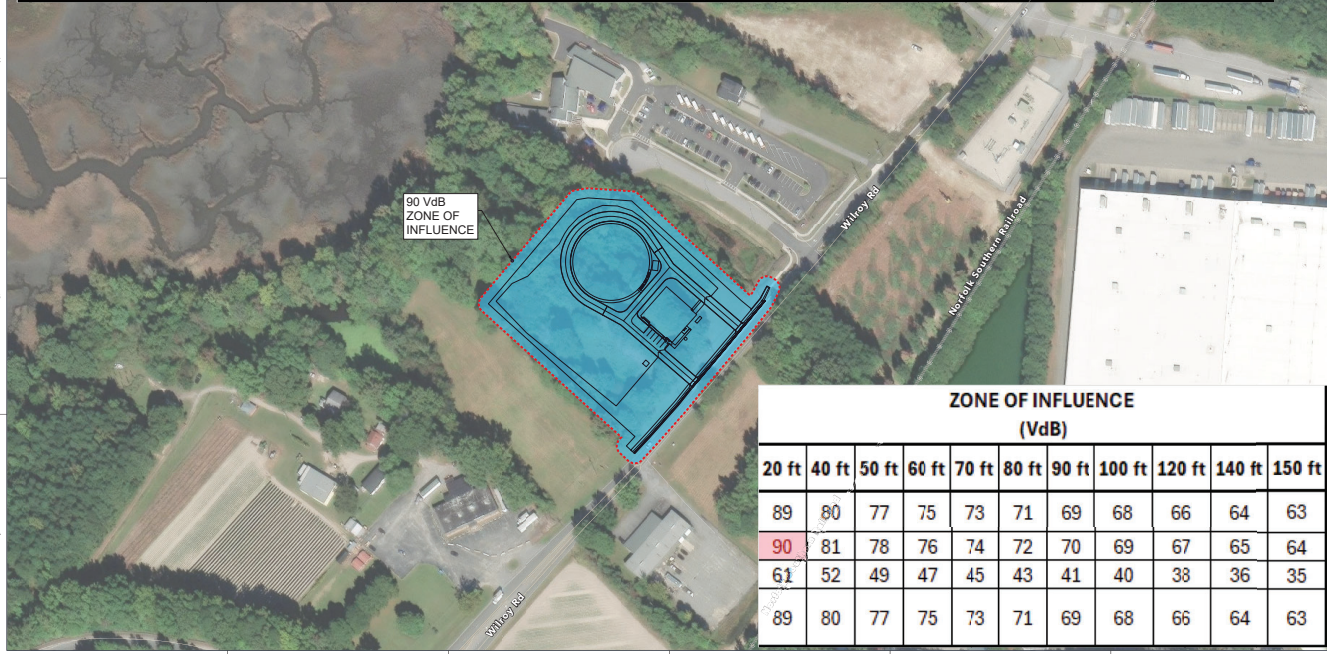 90 VdB
ZONE OF
INFLUENCE
Wilroy Rd
Norfolk Southern Railroad
Wilroy Rd
ZONE OF INFLUENCE
(VdB)
20 ft 40 ft 50 ft 60 ft 70 ft 80 ft 90 ft 100 ft 120 ft 140 ft 150 ft
89 80 77 75 73 71 69 68 66 64 63
90 81 78 76 74 72 70 69 67 65 64
61 52 49 47 45 43 41 40 38 36 35
89 80 77 75 73 71 69 68 66 64 63